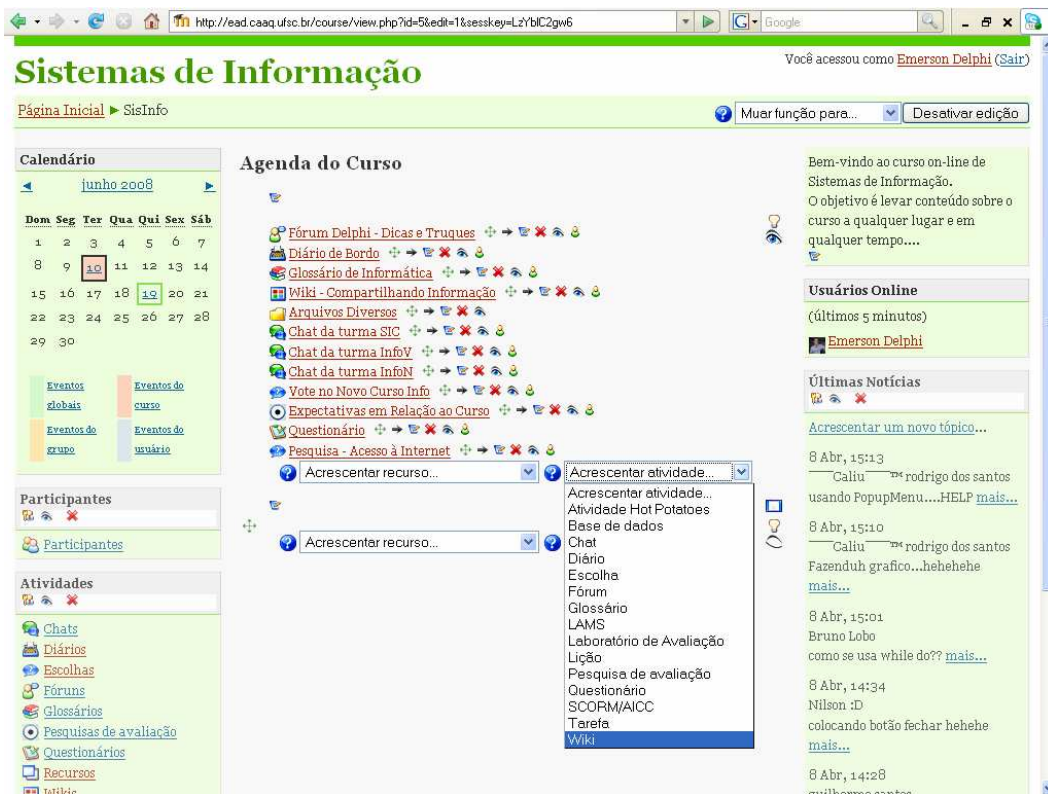 http://ead.caaq.ufsc.br/course/view.php?id=5&edit=1&sesskey=LzYblC2gw6
Google
Sistemas de Informação
Você acessou como Emerson Delphi (Sair)
Página Inicial ► SisInfo
Muar função para...
Desativar edição
Calendário
◄ junho 2008 ►
Dom Seg Ter Qua Qui Sex Sáb
1 2 3 4 5 6 7
8 9 10 11 12 13 14
15 16 17 18 19 20 21
22 23 24 25 26 27 28
29 30
Eventos globais
Eventos do curso
Eventos do grupo
Eventos do usuário
Participantes
Participantes
Atividades
Chats
Diários
Escolhas
Fóruns
Glossários
Pesquisas de avaliação
Questionários
Recursos
Wikis
Agenda do Curso
Fórum Delphi - Dicas e Truques
Diário de Bordo
Glossário de Informática
Wiki - Compartilhando Informação
Arquivos Diversos
Chat da turma SIC
Chat da turma InfoV
Chat da turma InfoN
Vote no Novo Curso Info
Expectativas em Relação ao Curso
Questionário
Pesquisa - Acesso à Internet
Acrescentar recurso...
Acrescentar atividade...
Acrescentar atividade...
Atividade Hot Potatoes
Base de dados
Chat
Diário
Escolha
Fórum
Glossário
LAMS
Laboratório de Avaliação
Lição
Pesquisa de avaliação
Questionário
SCORM/AICC
Tarefa
Wiki
Acrescentar recurso...
Bem-vindo ao curso on-line de
Sistemas de Informação.
O objetivo é levar conteúdo sobre o
curso a qualquer lugar e em
qualquer tempo....
Usuários Online
(últimos 5 minutos)
Emerson Delphi
Últimas Notícias
Acrescentar um novo tópico...
8 Abr, 15:13
¯¯Caliu¯¯™ rodrigo dos santos
usando PopupMenu....HELP mais...
8 Abr, 15:10
¯¯Caliu¯¯™ rodrigo dos santos
Fazenduh grafico...hehehehe
mais...
8 Abr, 15:01
Bruno Lobo
como se usa while do?? mais...
8 Abr, 14:34
Nilson :D
colocando botão fechar hehehe
mais...
8 Abr, 14:28
guilherme santos